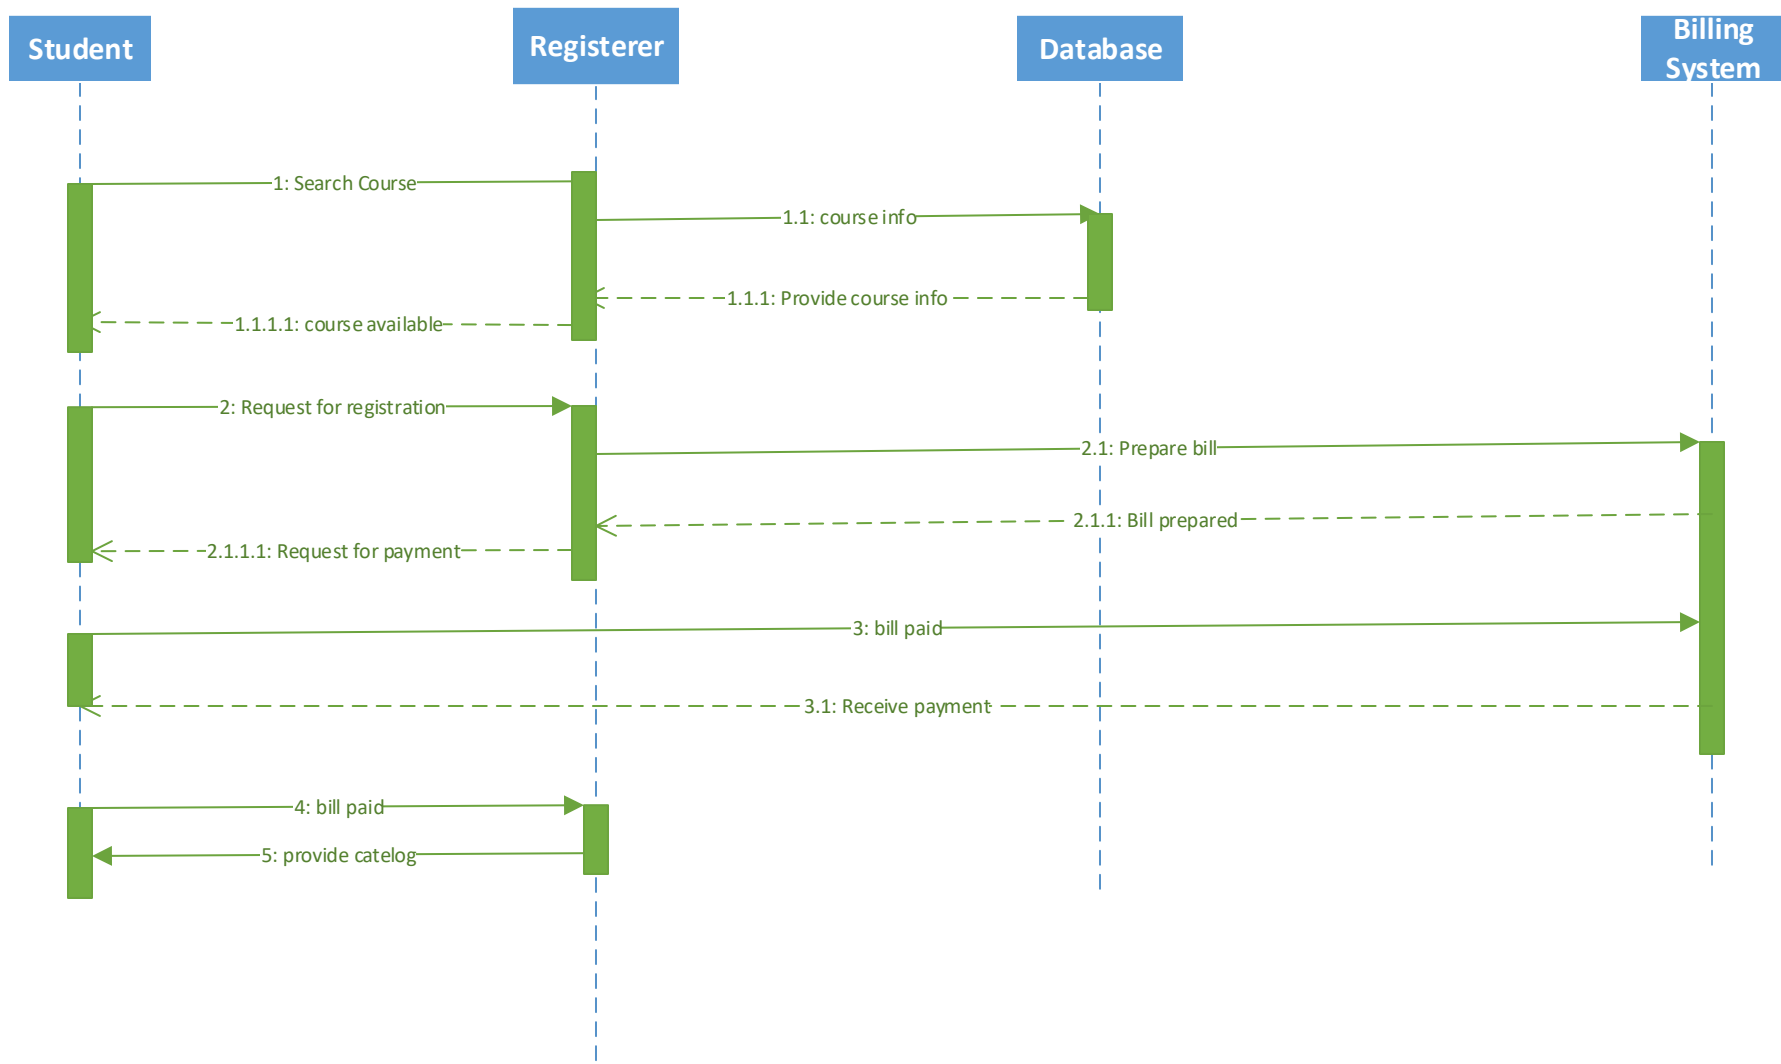 Student
Registerer
Database
Billing
System
1: Search Course
1.1: course info
1.1.1: Provide course info
1.1.1.1: course available
2: Request for registration
2.1: Prepare bill
2.1.1: Bill prepared
2.1.1.1: Request for payment
3: bill paid
3.1: Receive payment
4: bill paid
5: provide catelog